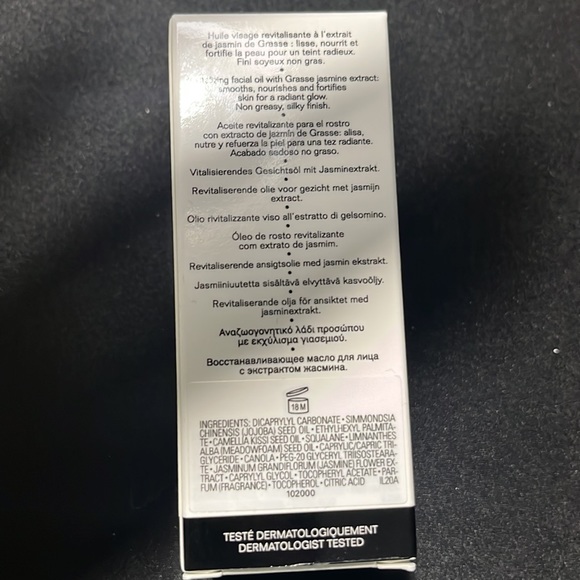 Huile visage revitalisante à l'extrait
de jasmin de Grasse : lisse, nourrit et
fortifie la peau pour un teint radieux.
Fini soyeux non gras.
facial oil with Grasse jasmine extract:
smooths, nourishes and fortifies
skin for a radiant glow.
Non greasy, silky finish.
Aceite revitalizante para el rostro
con extracto de jazmín de Grasse: alisa,
nutre y refuerza la piel para una tez radiante.
Acabado sedoso no graso.
Vitalisierendes Gesichtsöl mit Jasminextrakt.
Revitaliserende olie voor gezicht met jasmijn
extract.
Olio rivitalizzante viso all'estratto di gelsomino.
Óleo de rosto revitalizante
com extrato de jasmim.
Revitaliserende ansigtsolie med jasmin ekstrakt.
Jasmiiniuutetta sisältävä elvyttävä kasvoöljy.
Revitaliserande olja för ansiktet med
jasminextrakt.
Αναζωογονητικό λάδι προσώπου
με εκχύλισμα γιασεμιού.
Восстанавливающее масло для лица
с экстрактом жасмина.
18 M
INGREDIENTS: DICAPRYLYL CARBONATE • SIMMONDSIA
CHINENSIS (JOJOBA) SEED OIL • ETHYLHEXYL PALMITA-
TE • CAMELLIA KISSI SEED OIL • SQUALANE • LIMNANTHES
ALBA (MEADOWFOAM) SEED OIL • CAPRYLIC/CAPRIC TRI-
GLYCERIDE • CANOLA • PEG-20 GLYCERYL TRIISOSTEARA-
TE • JASMINUM GRANDIFLORUM (JASMINE) FLOWER EX-
TRACT • CAPRYLYL GLYCOL • TOCOPHERYL ACETATE • PAR-
FUM (FRAGRANCE) • TOCOPHEROL • CITRIC ACID IL20A
102000
TESTÉ DERMATOLOGIQUEMENT
DERMATOLOGIST TESTED